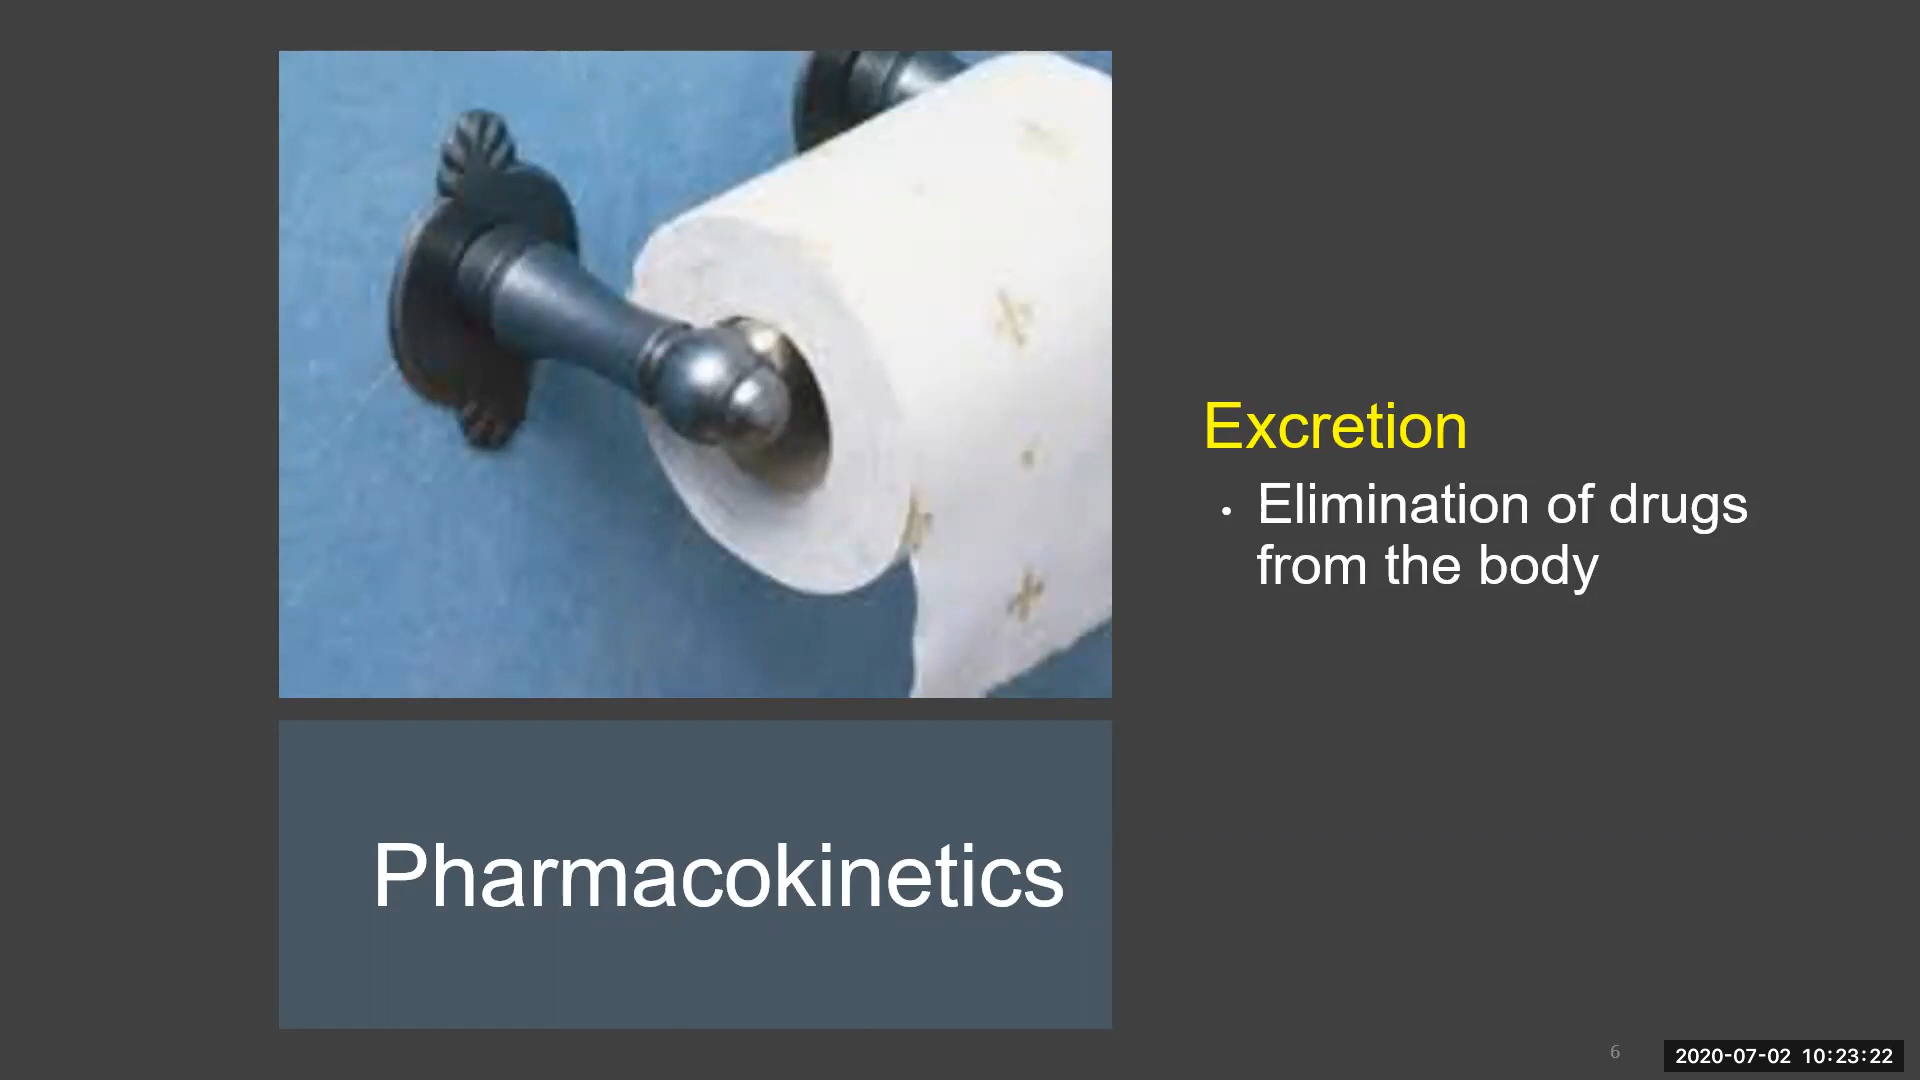 Excretion
• Elimination of drugs
from the body
Pharmacokinetics
6
2020-07-02 10:23:22